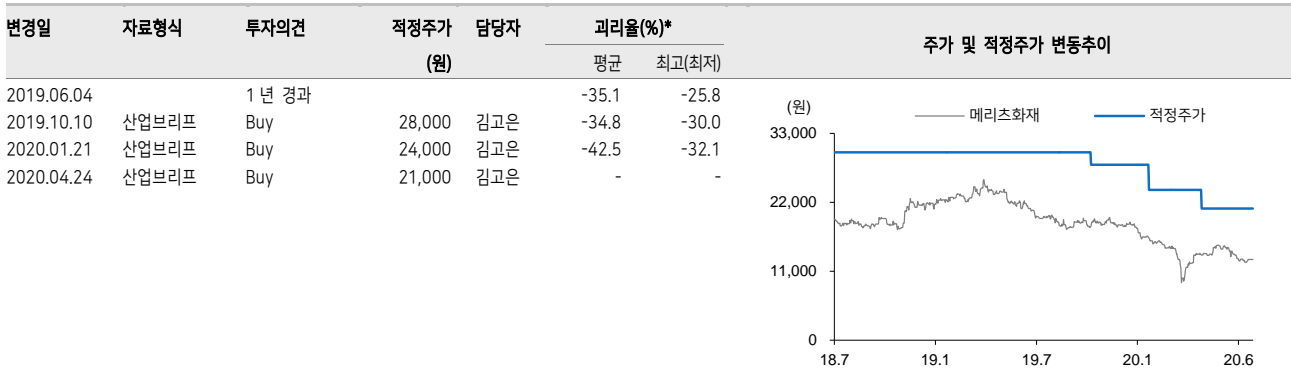 변경일 자료형식 투자의견 적정주가 담당자 괴리율(%)*
(원) 평균 최고(최저)
2019.06.04 1년 경과 -35.1 -25.8
2019.10.10 산업브리프 Buy 28,000 김고은 -34.8 -30.0
2020.01.21 산업브리프 Buy 24,000 김고은 -42.5 -32.1
2020.04.24 산업브리프 Buy 21,000 김고은 - -
주가 및 적정주가 변동추이
(원) 메리츠화재 적정주가
33,000
22,000
11,000
0
18.7 19.1 19.7 20.1 20.6